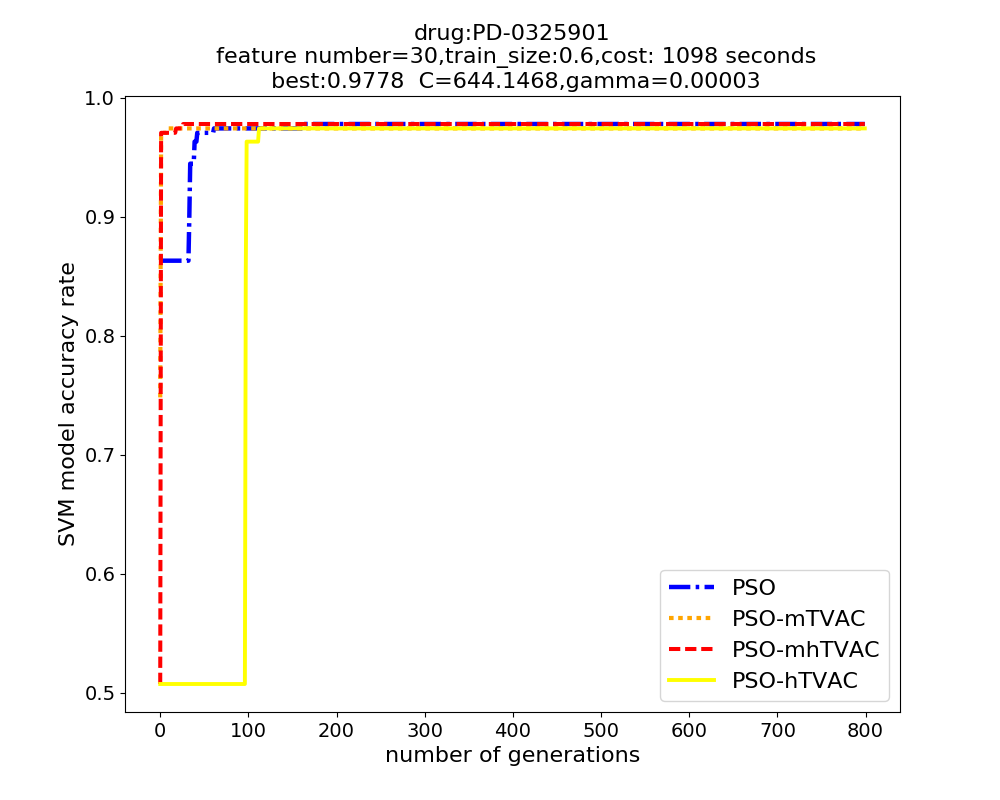 drug:PD-0325901
feature number=30,train_size:0.6,cost: 1098 seconds
best:0.9778  C=644.1468,gamma=0.00003
1.0
0.9
0.8
0.7
0.6
0.5
SVM model accuracy rate
PSO
PSO-mTVAC
PSO-mhTVAC
PSO-hTVAC
0 100 200 300 400 500 600 700 800
number of generations